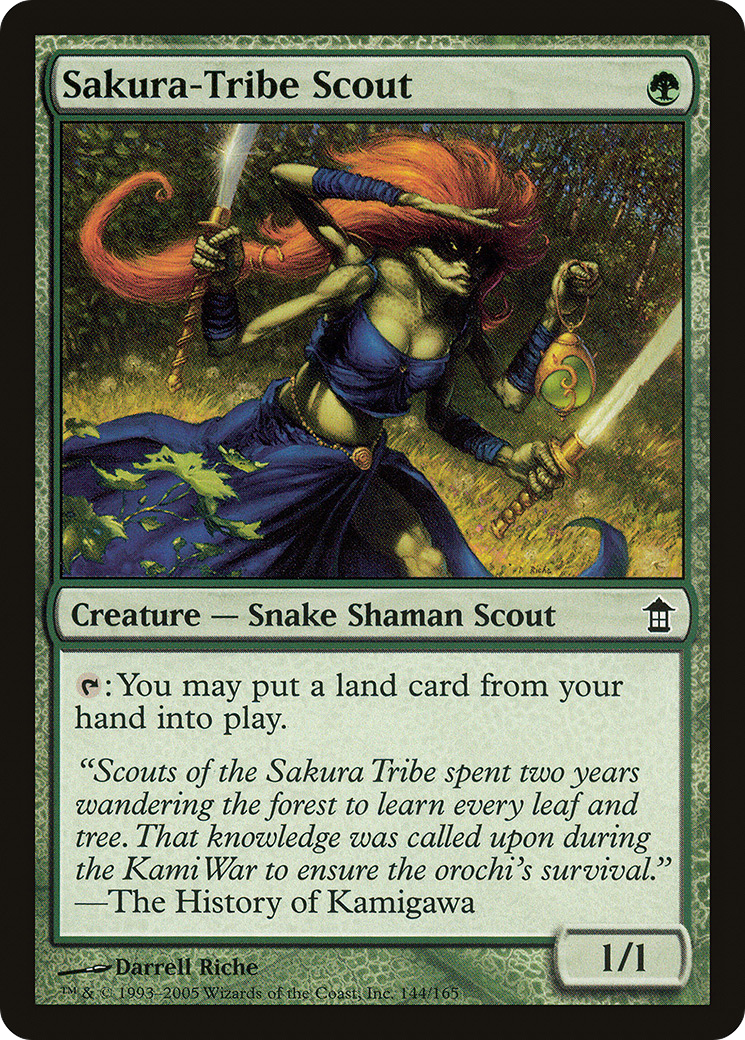 Sakura-Tribe Scout
D. Riche
Creature — Snake Shaman Scout
: You may put a land card from your
hand into play.
“Scouts of the Sakura Tribe spent two years
wandering the forest to learn every leaf and
tree. That knowledge was called upon during
the Kami War to ensure the orochi’s survival.”
—The History of Kamigawa
1/1
Darrell Riche
™ & © 1993–2005 Wizards of the Coast, Inc. 144/165